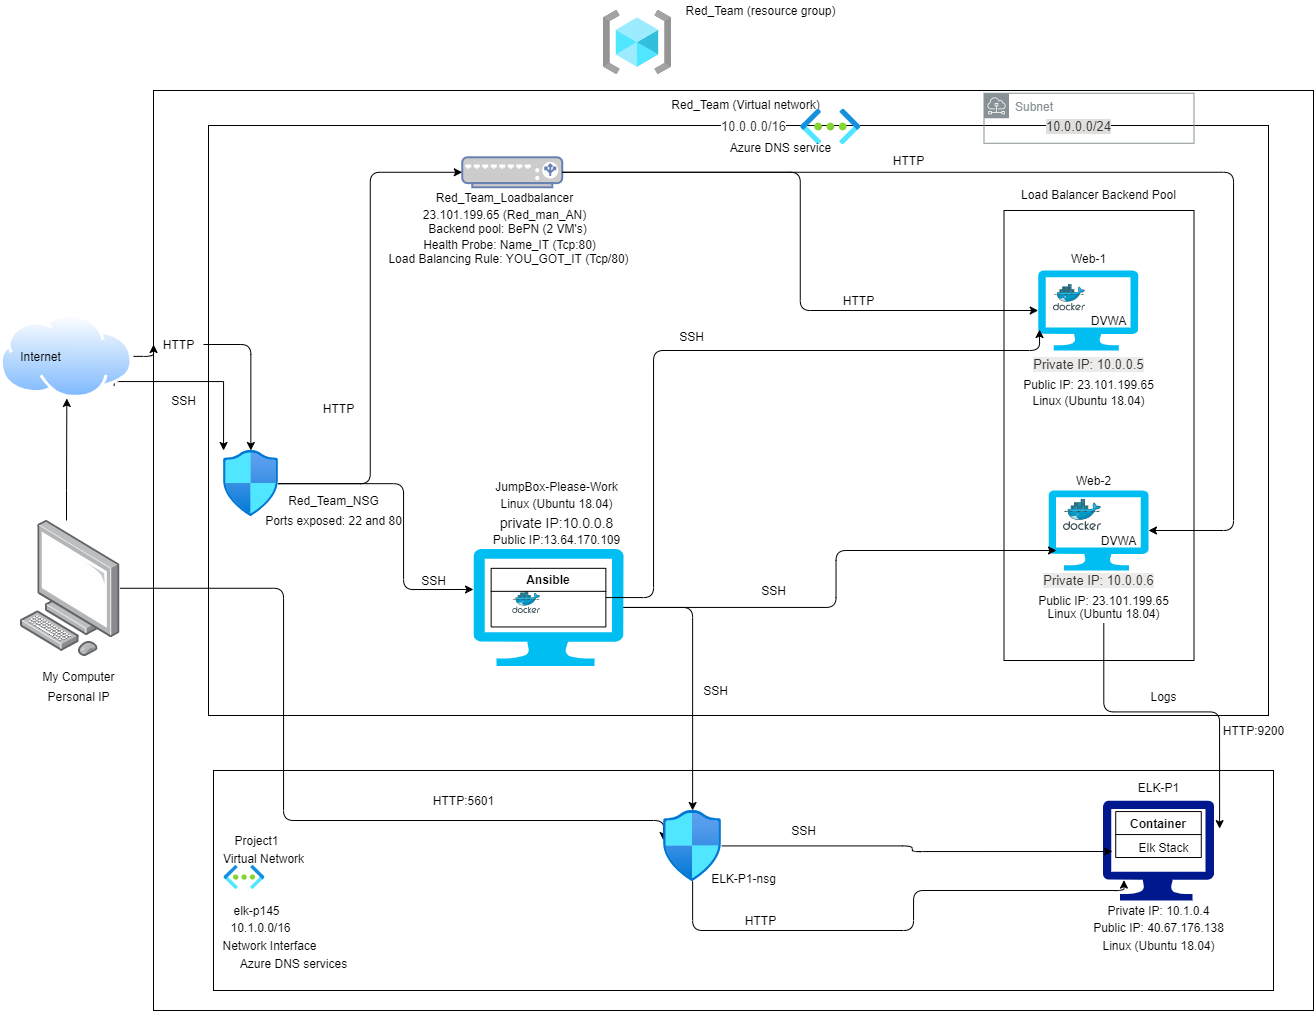 Red_Team (resource group)
Red_Team (Virtual network)
10.0.0.0/16
Azure DNS service
Subnet
10.0.0.0/24
HTTP
Red_Team_Loadbalancer
23.101.199.65 (Red_man_AN)
Backend pool: BePN (2 VM's)
Health Probe: Name_IT (Tcp:80)
Load Balancing Rule: YOU_GOT_IT (Tcp/80)
Load Balancer Backend Pool
Web-1
docker
DVWA
Private IP: 10.0.0.5
Public IP: 23.101.199.65
Linux (Ubuntu 18.04)
HTTP
SSH
Internet
HTTP
SSH
HTTP
Red_Team_NSG
Ports exposed: 22 and 80
JumpBox-Please-Work
Linux (Ubuntu 18.04)
private IP:10.0.0.8
Public IP:13.64.170.109
Ansible
docker
SSH
SSH
Web-2
docker
DVWA
Private IP: 10.0.0.6
Public IP: 23.101.199.65
Linux (Ubuntu 18.04)
My Computer
Personal IP
SSH
Logs
HTTP:9200
HTTP:5601
Project1
Virtual Network
elk-p145
10.1.0.0/16
Network Interface
Azure DNS services
SSH
ELK-P1-nsg
HTTP
ELK-P1
Container
Elk Stack
Private IP: 10.1.0.4
Public IP: 40.67.176.138
Linux (Ubuntu 18.04)